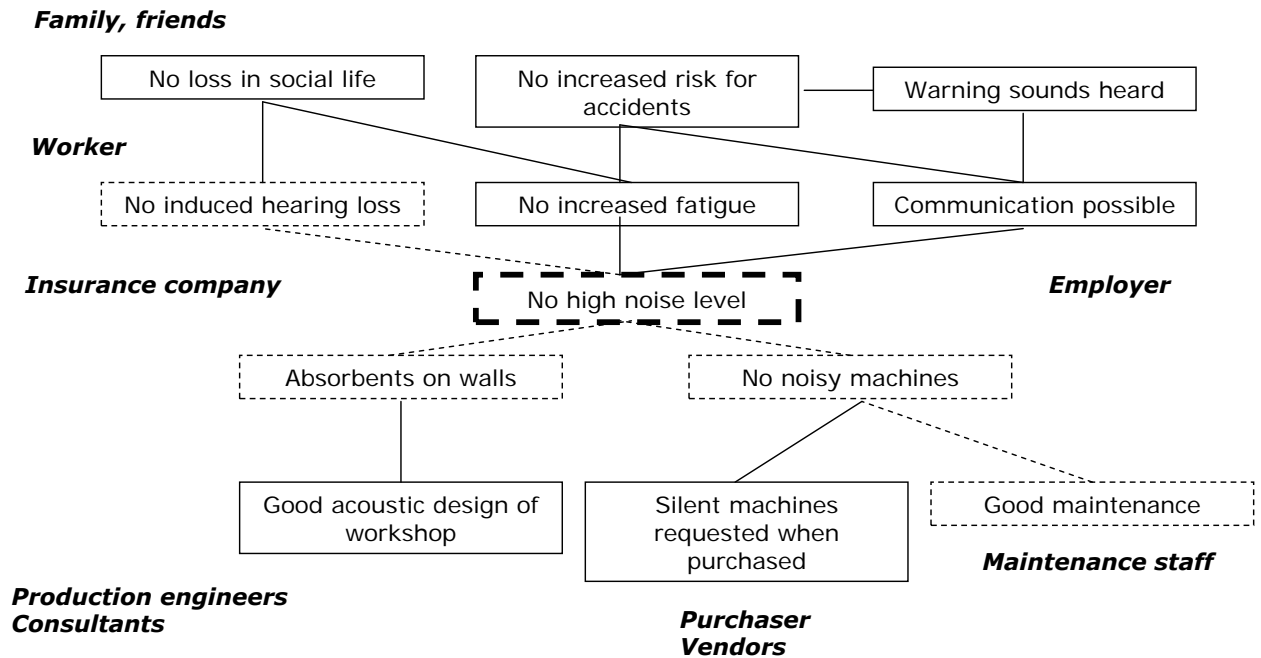 Family, friends
No loss in social life
No increased risk for
accidents
Warning sounds heard
Worker
No induced hearing loss
No increased fatigue
Communication possible
Insurance company
No high noise level
Employer
Absorbents on walls
No noisy machines
Good acoustic design of
workshop
Silent machines
requested when
purchased
Good maintenance
Maintenance staff
Production engineers
Consultants
Purchaser
Vendors